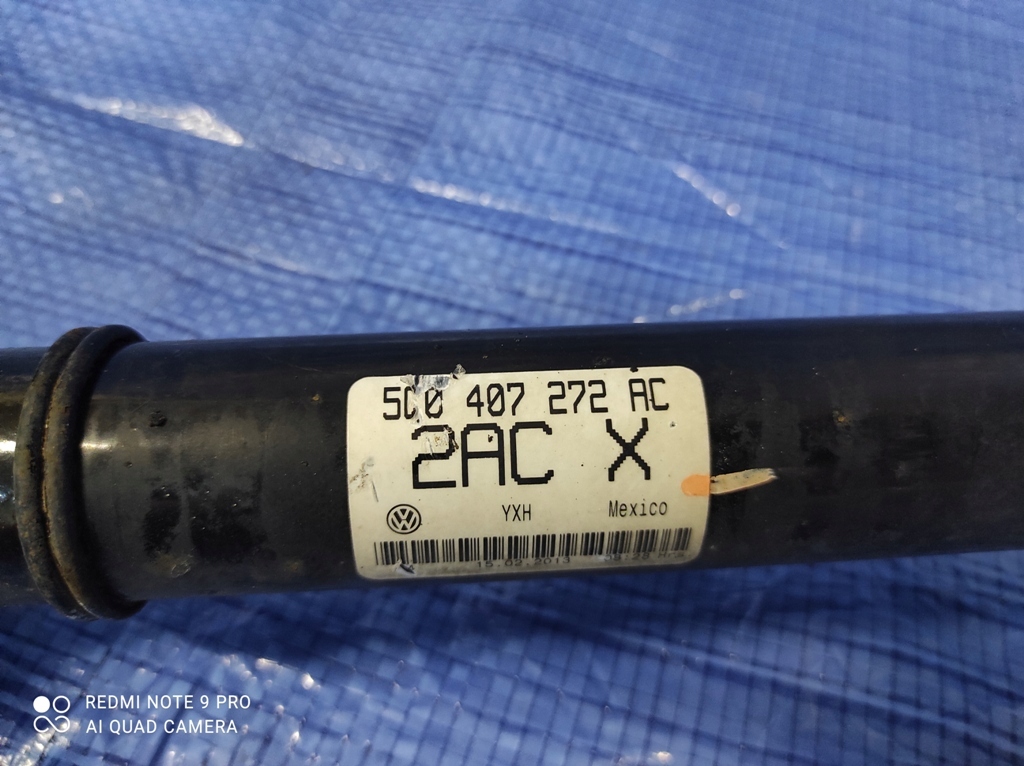 5C0 407 272 AC
2AC X
YXH Mexico
15.02.2013
REDMI NOTE 9 PRO
AI QUAD CAMERA